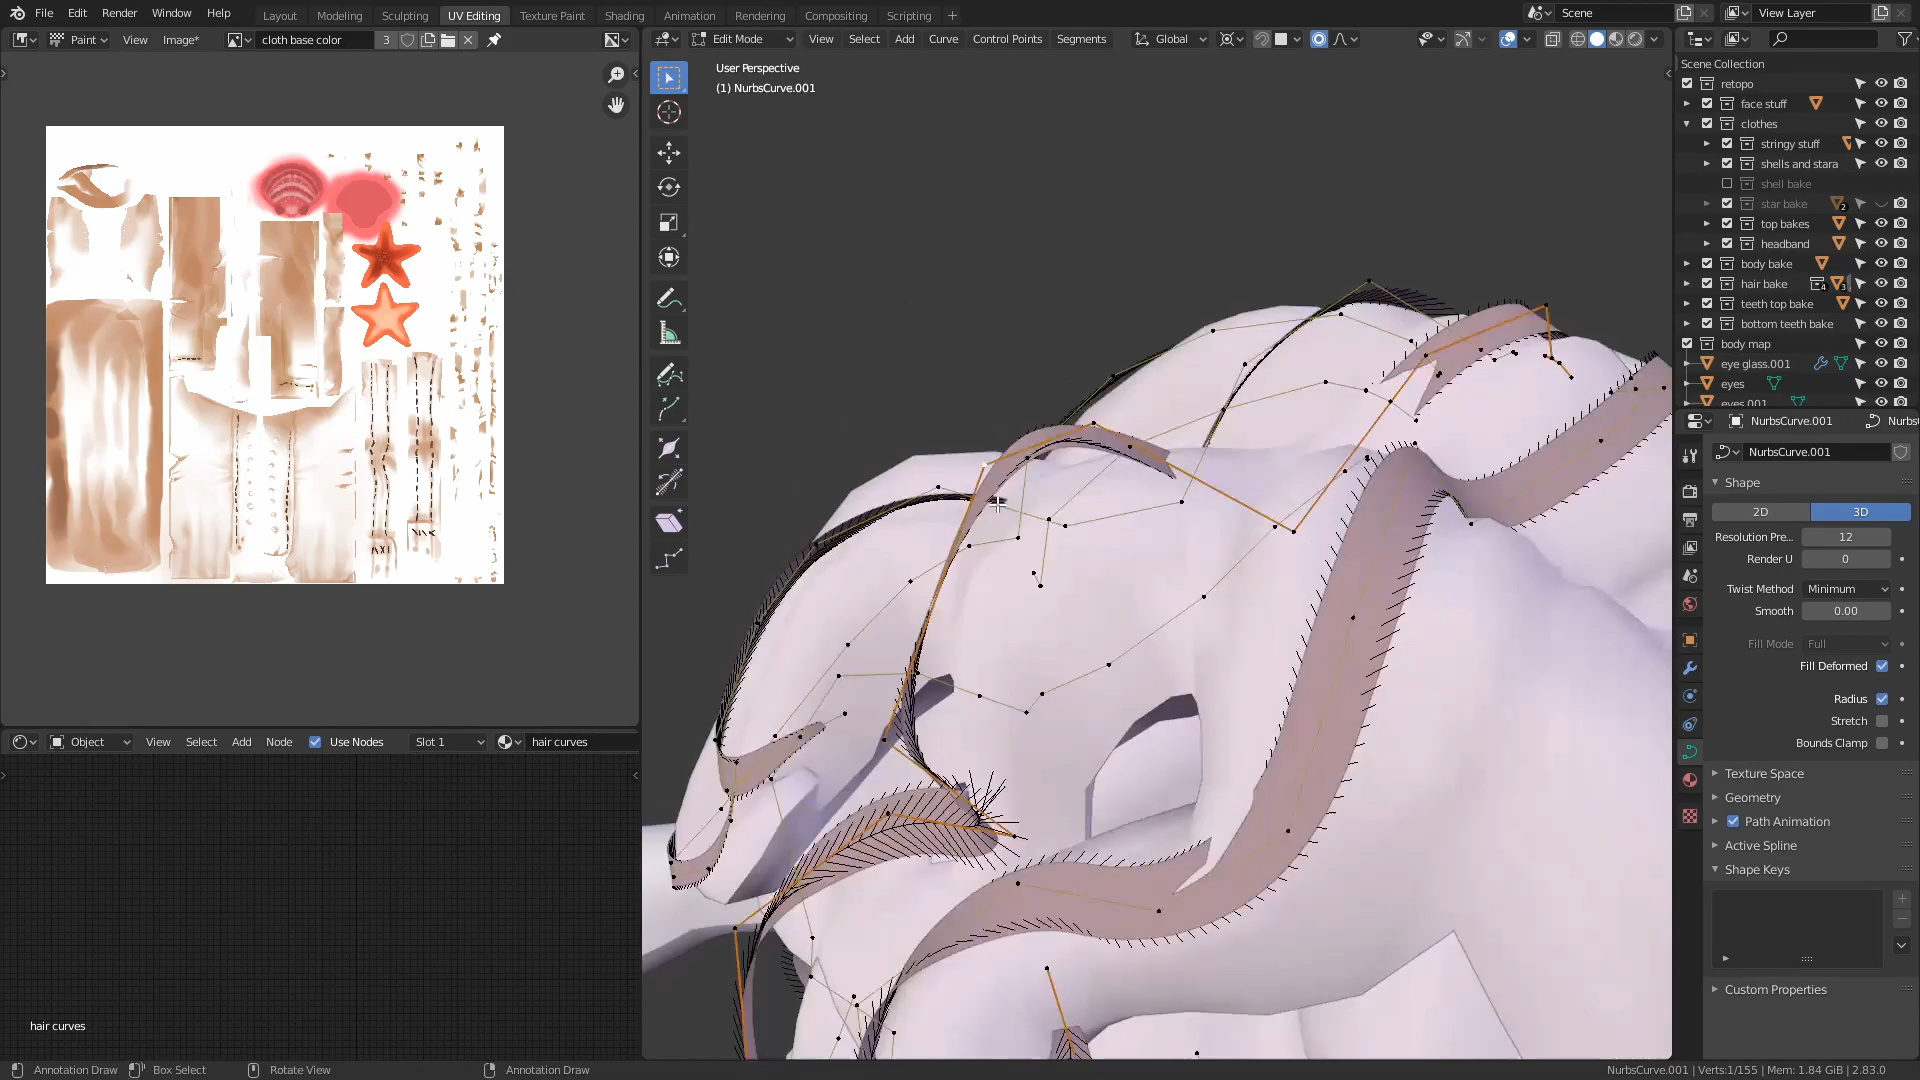 File Edit Render Window Help Layout Modeling Sculpting UV Editing Texture Paint Shading Animation Rendering Compositing Scripting + Scene View Layer
Paint View Image* cloth base color 3
Edit Mode View Select Add Curve Control Points Segments Global
User Perspective
(1) NurbsCurve.001
Scene Collection
retopo
face stuff
clothes
stringy stuff
shells and stara
shell bake
star bake 2
top bakes
headband
body bake
hair bake 4 3
teeth top bake
bottom teeth bake
body map
eye glass.001
eyes
eyes.001
NurbsCurve.001 Nurbs
NurbsCurve.001
Shape
2D 3D
Resolution Pre... 12
Render U 0
Twist Method Minimum
Smooth 0.00
Fill Mode Full
Fill Deformed
Radius
Stretch
Bounds Clamp
Texture Space
Geometry
Path Animation
Active Spline
Shape Keys
Custom Properties
Object View Select Add Node Use Nodes Slot 1 hair curves
hair curves
Annotation Draw Box Select Rotate View Annotation Draw NurbsCurve.001 | Verts:1/155 | Mem: 1.84 GiB | 2.83.0